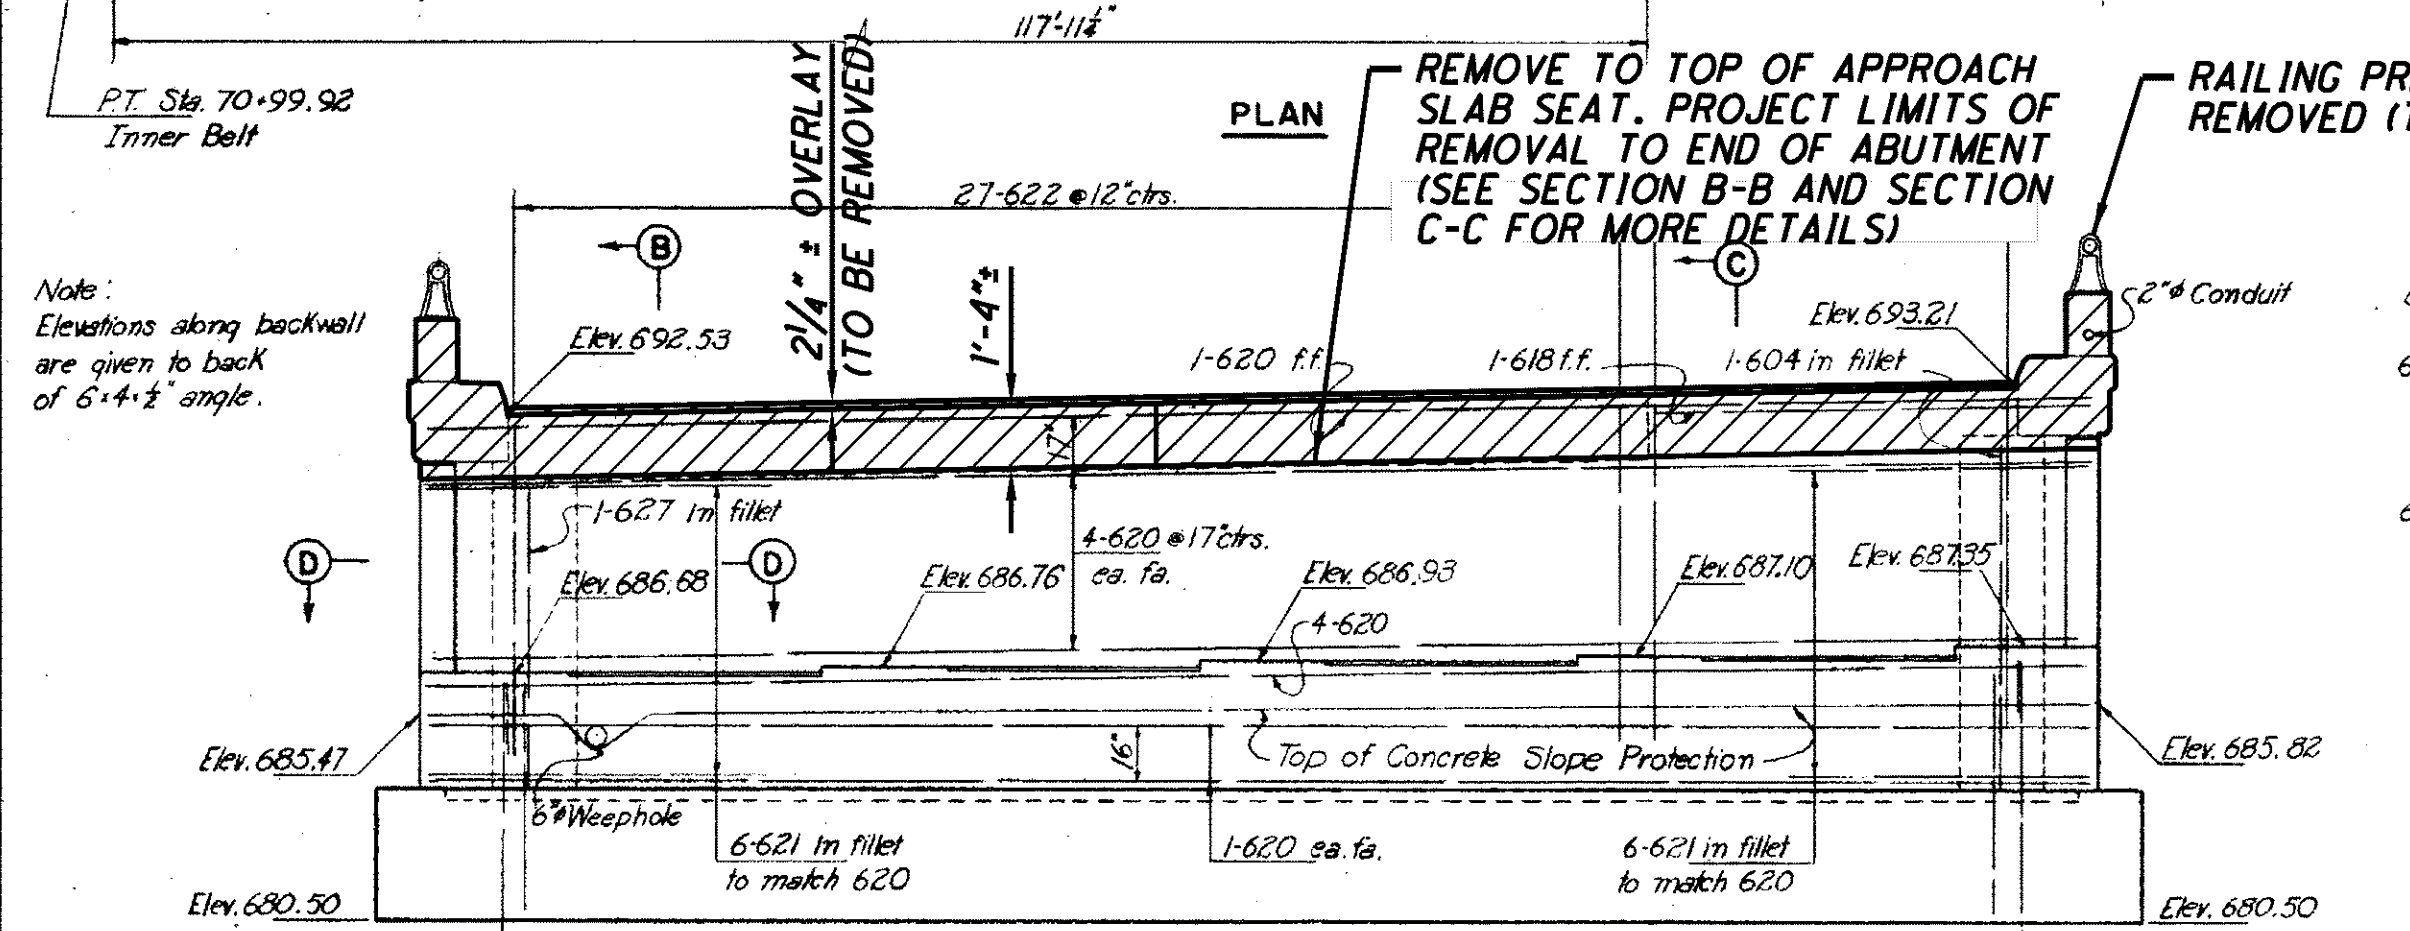 117'-11¼"
P.T. Sta. 70+99.92
Inner Belt
2¼" ± OVERLAY
(TO BE REMOVED)
PLAN
REMOVE TO TOP OF APPROACH
SLAB SEAT. PROJECT LIMITS OF
REMOVAL TO END OF ABUTMENT
(SEE SECTION B-B AND SECTION
C-C FOR MORE DETAILS)
RAILING
REMOVED
27-622 @ 12" ctrs.
B
C
Note:
Elevations along backwall
are given to back
of 6×4×½" angle.
Elev. 692.53
1'-4"±
1-620 f.f.
1-618 f.f.
Elev. 693.21
1-604 in fillet
2"ø Conduit
17"
1-627 in fillet
4-620 @ 17" ctrs.
ea. fa.
D
D
Elev. 686.68
Elev. 686.76
Elev. 686.93
Elev. 687.10
Elev. 687.35
4-620
Elev. 685.47
16"
Top of Concrete Slope Protection
Elev. 685.82
6"ø Weephole
6-621 in fillet
to match 620
1-620 ea. fa.
6-621 in fillet
to match 620
Elev. 680.50
Elev. 680.50